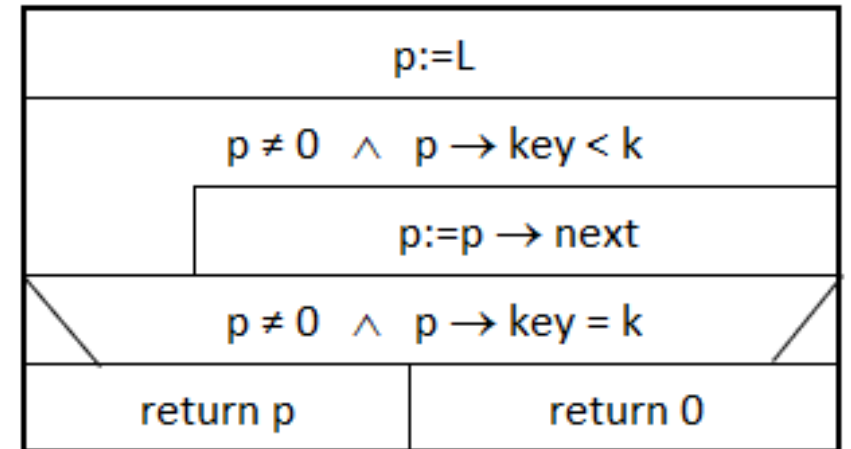 p:=L
p ≠ 0 ∧ p → key < k
p:=p → next
p ≠ 0 ∧ p → key = k
return p return 0